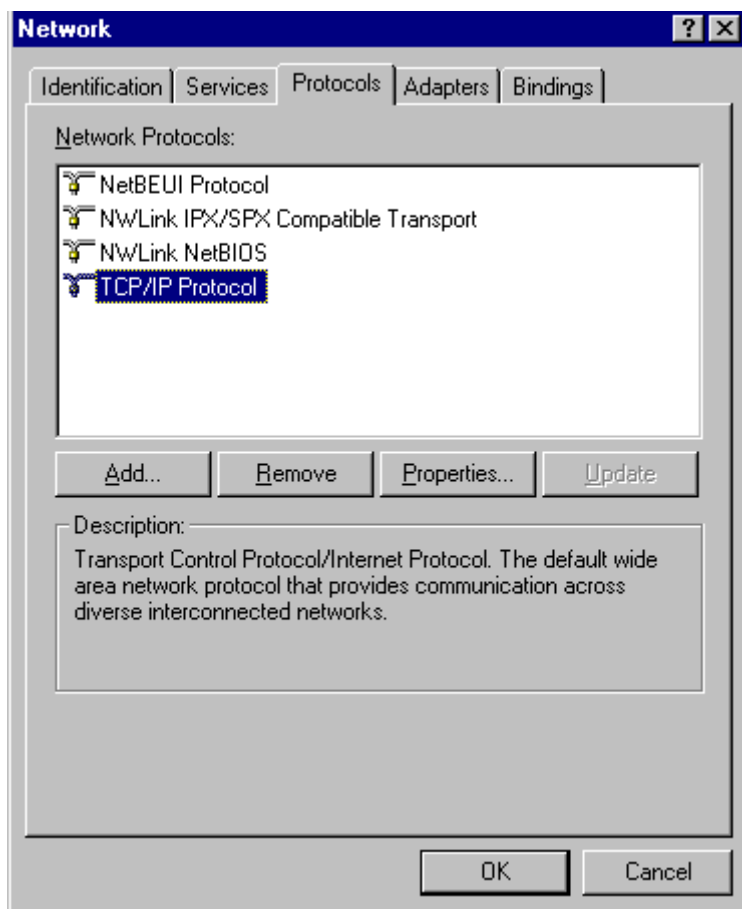 Network
Identification Services Protocols Adapters Bindings
Network Protocols:
NetBEUI Protocol
NWLink IPX/SPX Compatible Transport
NWLink NetBIOS
TCP/IP Protocol
Add... Remove Properties... Update
Description:
Transport Control Protocol/Internet Protocol. The default wide
area network protocol that provides communication across
diverse interconnected networks.
OK Cancel